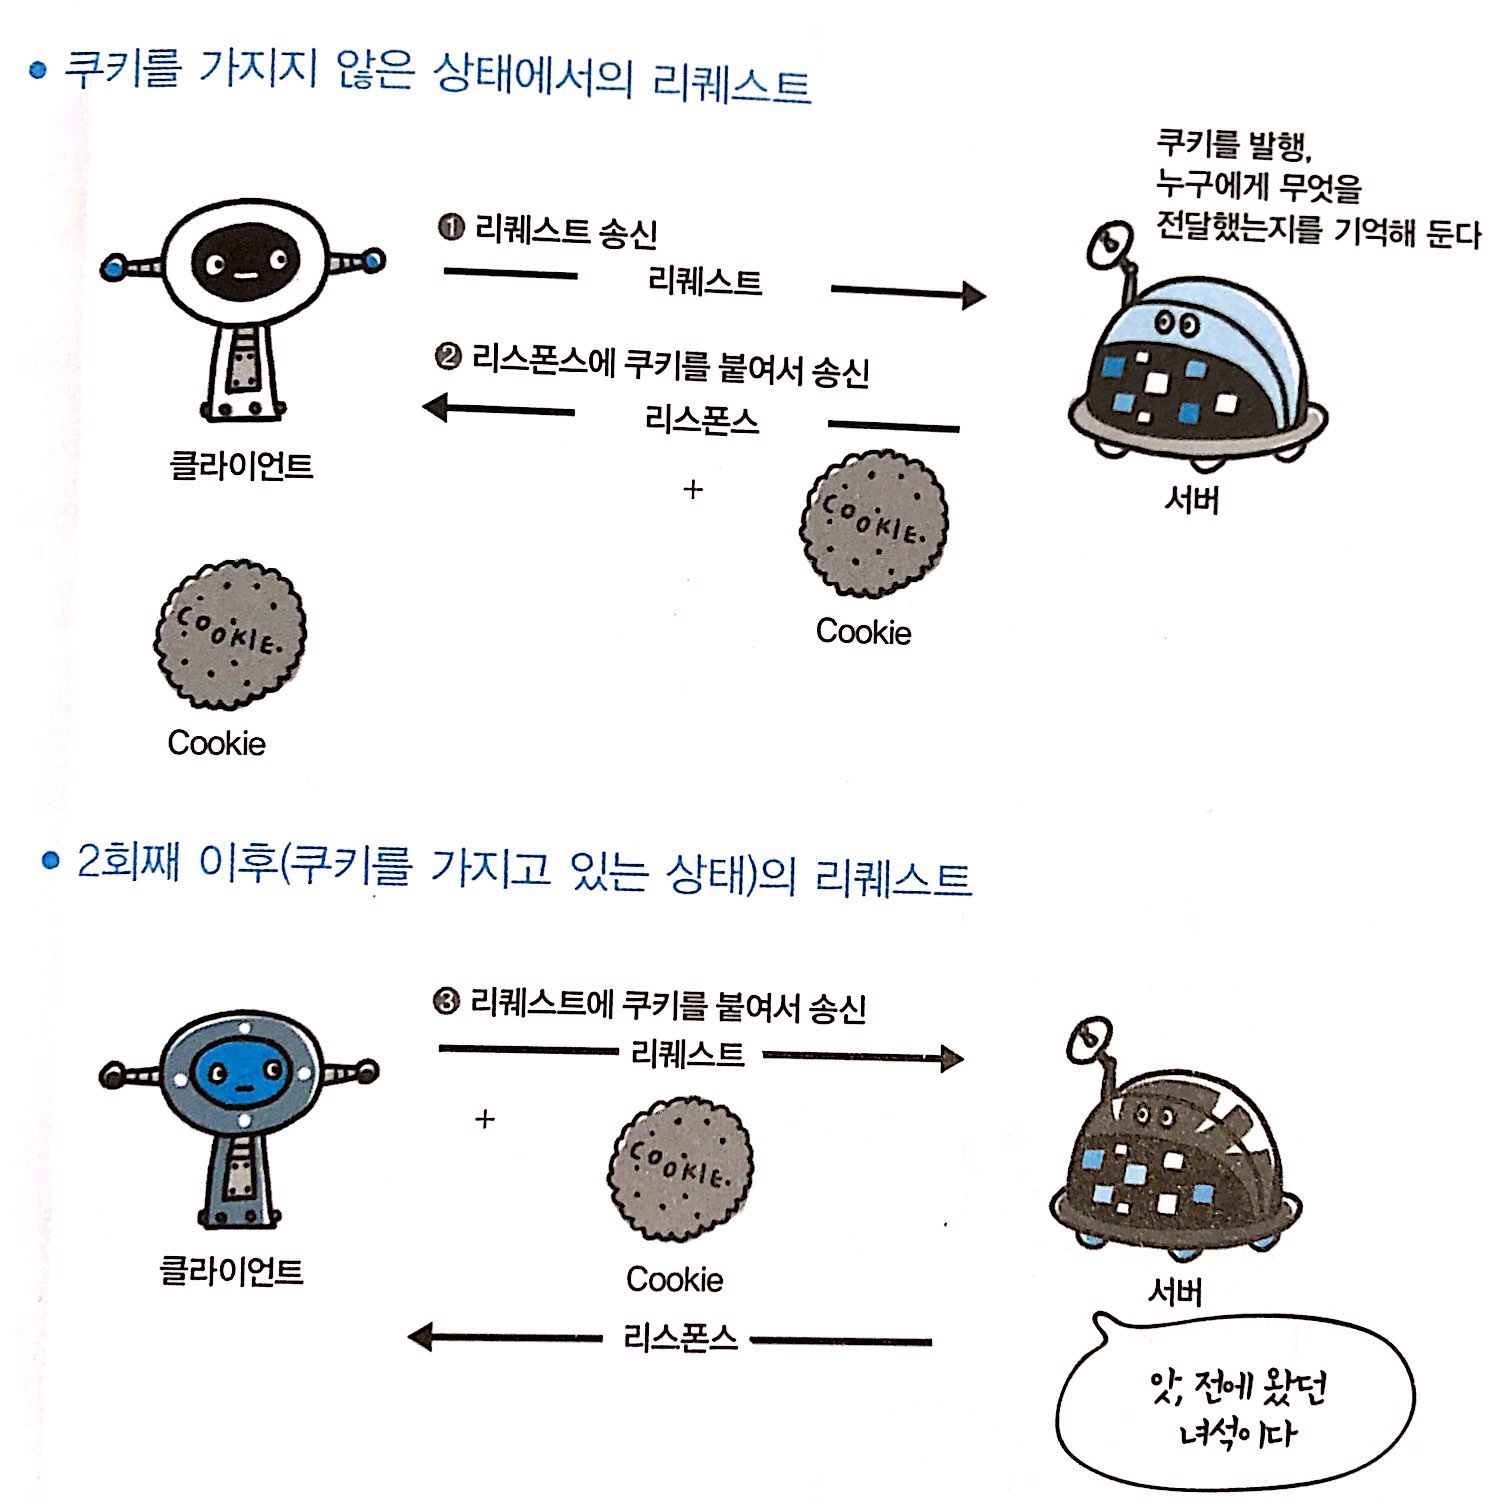 • 쿠키를 가지지 않은 상태에서의 리퀘스트
쿠키를 발행,
누구에게 무엇을
전달했는지를 기억해 둔다
❶ 리퀘스트 송신
리퀘스트
❷ 리스폰스에 쿠키를 붙여서 송신
리스폰스
클라이언트
+
COOKIE.
서버
Cookie
COOKIE.
Cookie
• 2회째 이후(쿠키를 가지고 있는 상태)의 리퀘스트
❸ 리퀘스트에 쿠키를 붙여서 송신
리퀘스트
+
COOKIE.
클라이언트
Cookie
서버
리스폰스
앗, 전에 왔던
녀석이다